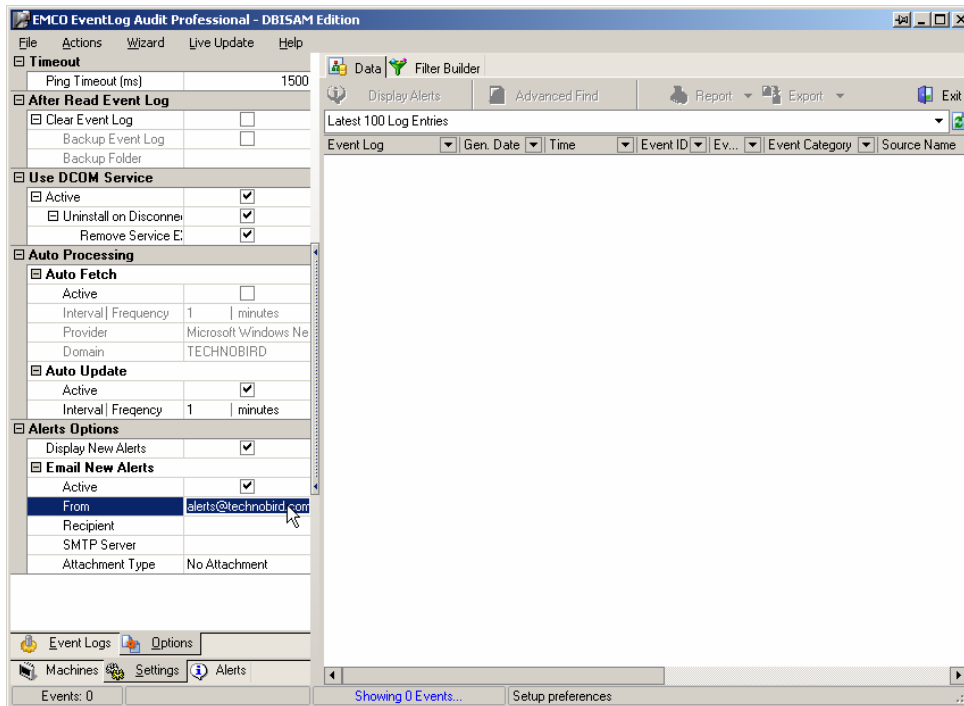 EMCO EventLog Audit Professional - DBISAM Edition
File Actions Wizard Live Update Help
Timeout
Ping Timeout (ms) 1500
After Read Event Log
Clear Event Log
Backup Event Log
Backup Folder
Use DCOM Service
Active
Uninstall on Disconne
Remove Service E
Auto Processing
Auto Fetch
Active
Interval | Frequency 1 | minutes
Provider Microsoft Windows Ne
Domain TECHNOBIRD
Auto Update
Active
Interval | Freqency 1 | minutes
Alerts Options
Display New Alerts
Email New Alerts
Active
From alerts@technobird.com
Recipient
SMTP Server
Attachment Type No Attachment
Event Logs Options
Machines Settings Alerts
Events: 0
Data Filter Builder
Display Alerts Advanced Find Report Export Exit
Latest 100 Log Entries
Event Log Gen. Date Time Event ID Ev... Event Category Source Name
Showing 0 Events... Setup preferences